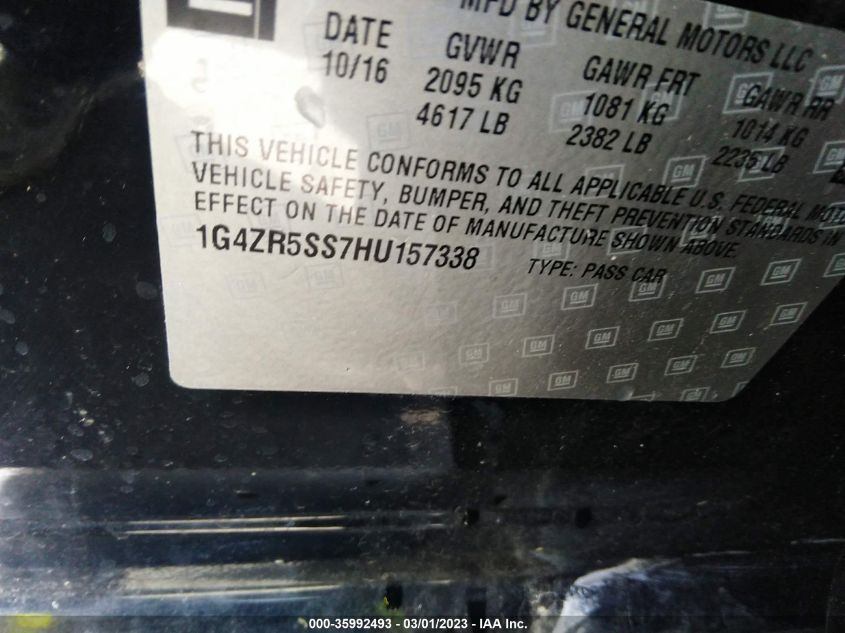 MFD BY GENERAL MOTORS LLC
DATE GVWR GAWR FRT GAWR RR
10/16 2095 KG 1081 KG 1014 KG
4617 LB 2382 LB 2235 LB
THIS VEHICLE CONFORMS TO ALL APPLICABLE U.S. FEDERAL
VEHICLE SAFETY, BUMPER, AND THEFT PREVENTION STANDARDS IN
EFFECT ON THE DATE OF MANUFACTURE SHOWN ABOVE.
1G4ZR5SS7HU157338 TYPE: PASS CAR
000-35992493 - 03/01/2023 - IAA Inc.